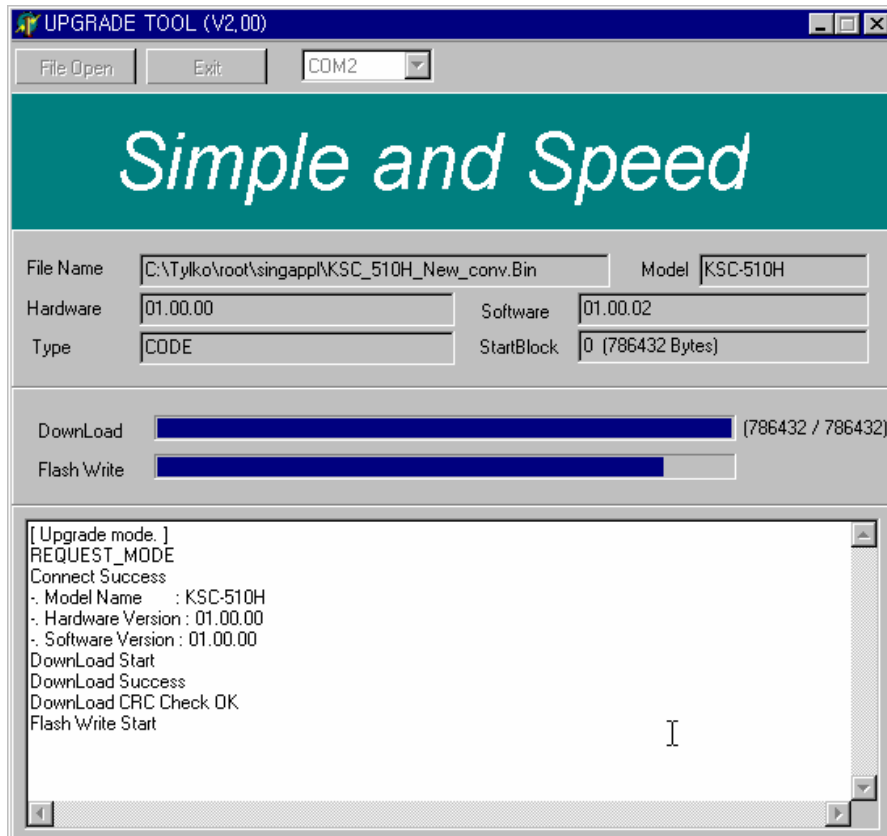 UPGRADE TOOL (V2,00)
File Open Exit COM2
Simple and Speed
File Name C:\Tylko\root\singappl\KSC_510H_New_conv.Bin Model KSC-510H
Hardware 01.00.00 Software 01.00.02
Type CODE StartBlock 0 (786432 Bytes)
DownLoad (786432 / 786432)
Flash Write
[ Upgrade mode. ]
REQUEST_MODE
Connect Success
-. Model Name : KSC-510H
-. Hardware Version : 01.00.00
-. Software Version : 01.00.00
DownLoad Start
DownLoad Success
DownLoad CRC Check OK
Flash Write Start